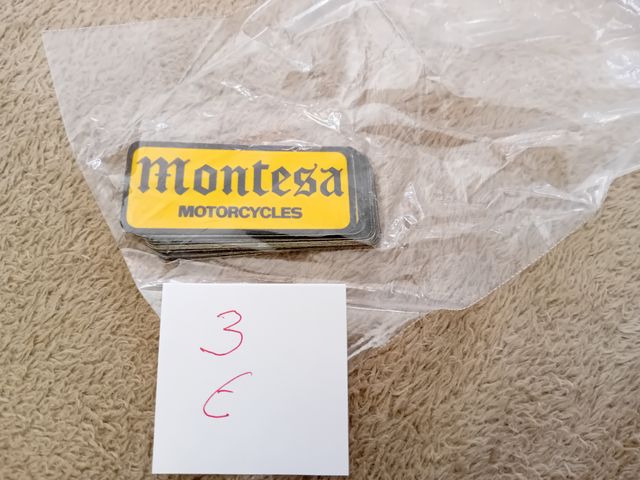 Montesa
MOTORCYCLES
3
€